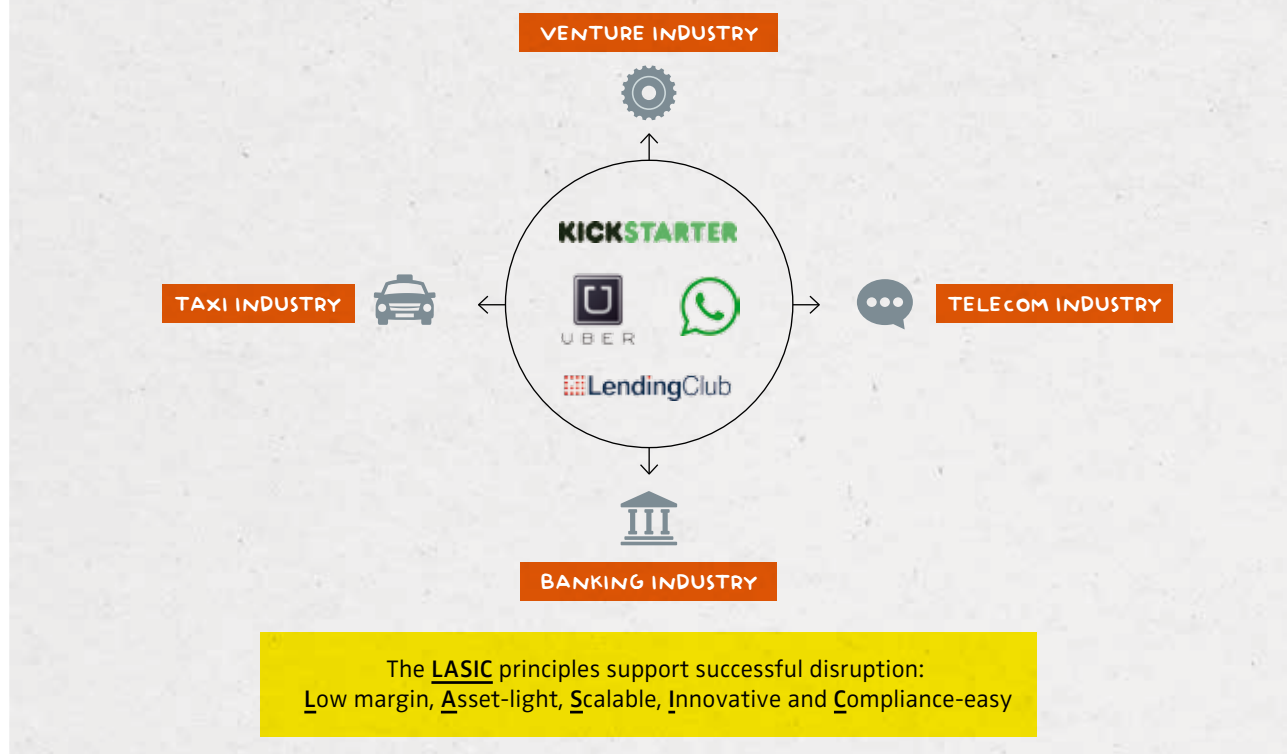 VENTURE INDUSTRY
KICKSTARTER
TAXI INDUSTRY
UBER
TELECOM INDUSTRY
LendingClub
BANKING INDUSTRY
The LASIC principles support successful disruption:
Low margin, Asset-light, Scalable, Innovative and Compliance-easy